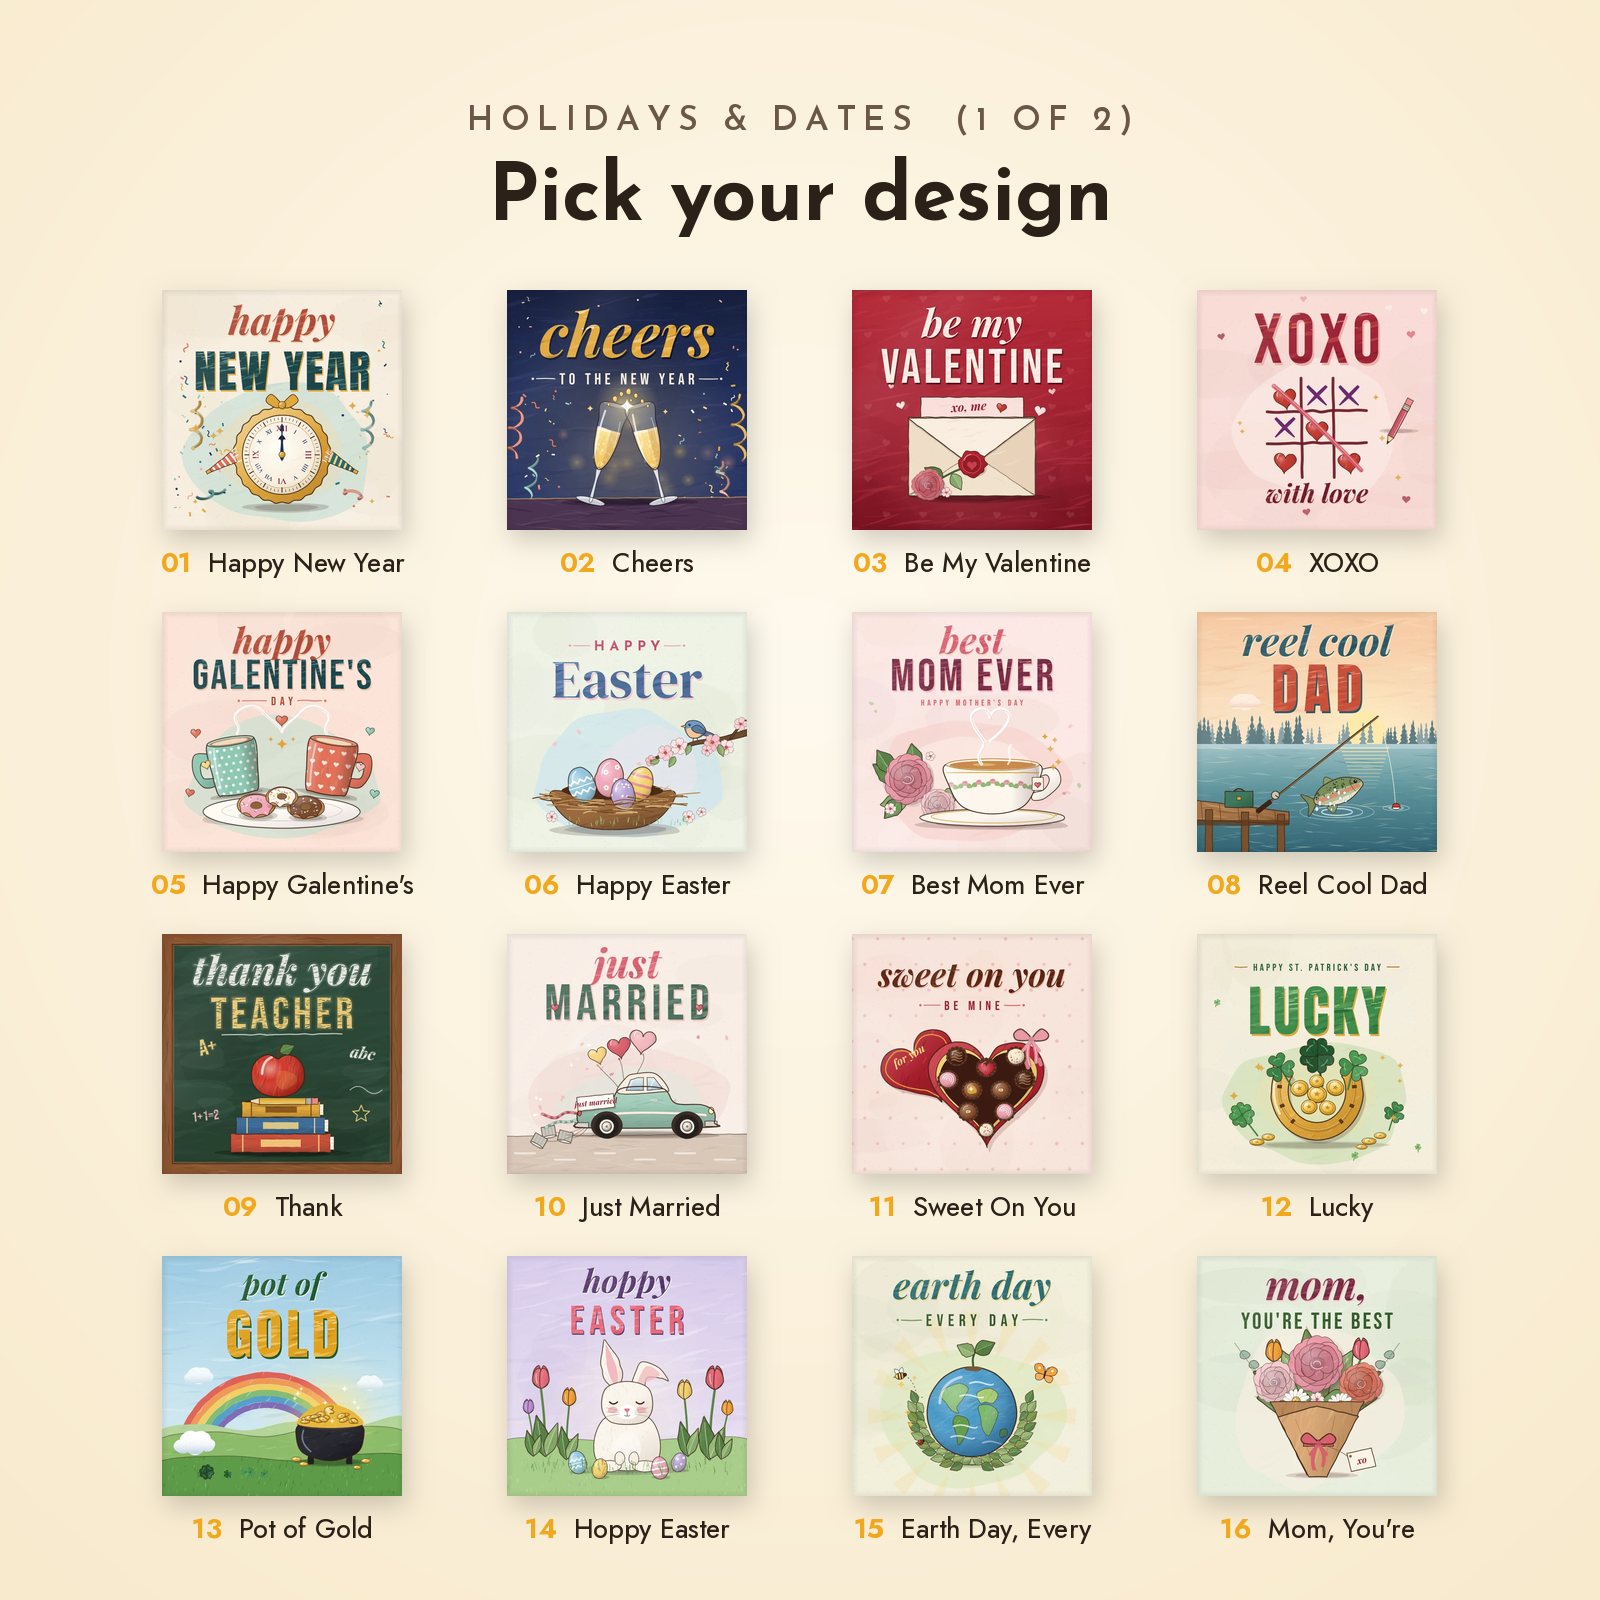 HOLIDAYS & DATES (1 OF 2)
Pick your design
happy
NEW YEAR
01 Happy New Year
cheers
TO THE NEW YEAR
02 Cheers
be my
VALENTINE
xo, me
03 Be My Valentine
XOXO
with love
04 XOXO
happy
GALENTINE'S
DAY
05 Happy Galentine's
HAPPY
Easter
06 Happy Easter
best
MOM EVER
HAPPY MOTHER'S DAY
07 Best Mom Ever
reel cool
DAD
08 Reel Cool Dad
thank you
TEACHER
A+
abc
1+1=2
09 Thank
just
MARRIED
just married
10 Just Married
sweet on you
BE MINE
for you
11 Sweet On You
HAPPY ST. PATRICK'S DAY
LUCKY
12 Lucky
pot of
GOLD
13 Pot of Gold
hoppy
EASTER
14 Hoppy Easter
earth day
EVERY DAY
15 Earth Day, Every
mom,
YOU'RE THE BEST
xo
16 Mom, You're